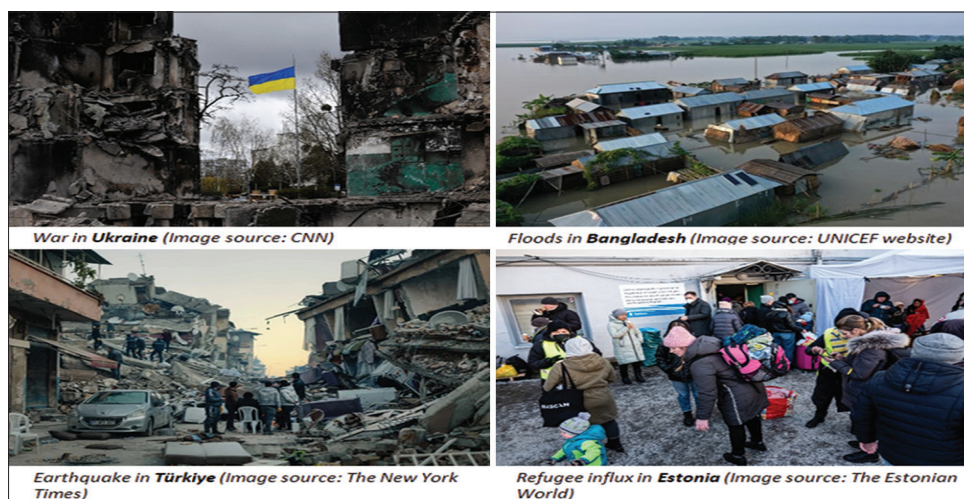 War in Ukraine (Image source: CNN)
Floods in Bangladesh (Image source: UNICEF website)
BISCAN
Earthquake in Türkiye (Image source: The New York
Times)
Refugee influx in Estonia (Image source: The Estonian
World)